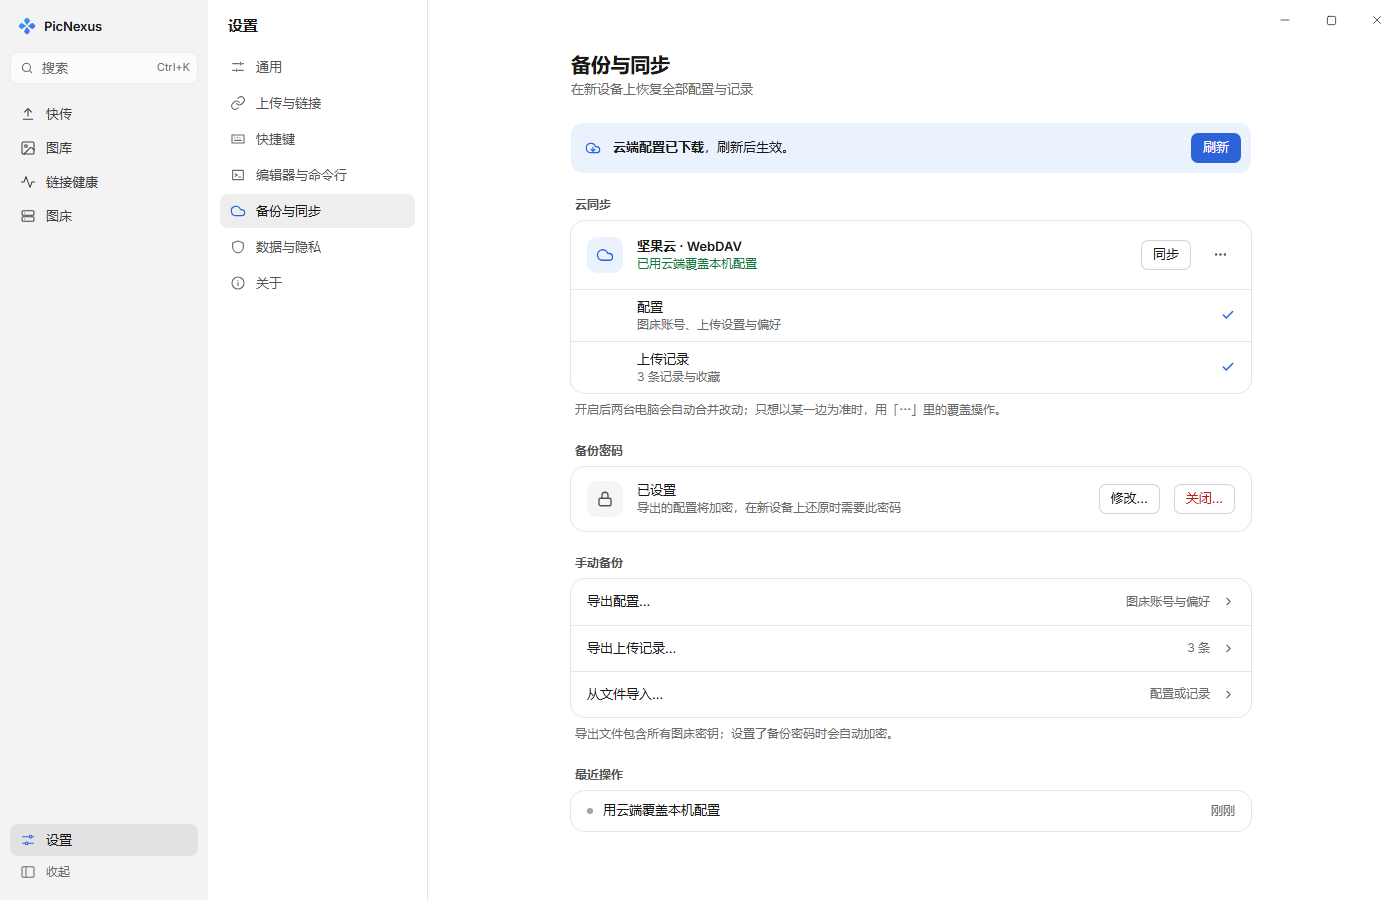 PicNexus
搜索 Ctrl+K
快传
图库
链接健康
图床
设置
收起
设置
通用
上传与链接
快捷键
编辑器与命令行
备份与同步
数据与隐私
关于
备份与同步
在新设备上恢复全部配置与记录
云端配置已下载，刷新后生效。 刷新
云同步
坚果云 · WebDAV
已用云端覆盖本机配置
同步 ···
配置
图床账号、上传设置与偏好
上传记录
3 条记录与收藏
开启后两台电脑会自动合并改动；只想以某一边为准时，用「···」里的覆盖操作。
备份密码
已设置
导出的配置将加密，在新设备上还原时需要此密码
修改... 关闭...
手动备份
导出配置... 图床账号与偏好
导出上传记录... 3 条
从文件导入... 配置或记录
导出文件包含所有图床密钥；设置了备份密码时会自动加密。
最近操作
用云端覆盖本机配置 刚刚